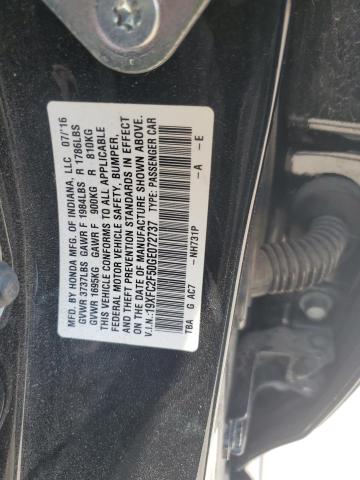 MFD. BY HONDA MFG. OF INDIANA, LLC 07/'16
GVWR 3737LBS GAWR F 1984LBS R 1786LBS
GVWR 1695KG GAWR F 900KG R 810KG
THIS VEHICLE CONFORMS TO ALL APPLICABLE
FEDERAL MOTOR VEHICLE SAFETY, BUMPER,
AND THEFT PREVENTION STANDARDS IN EFFECT
ON THE DATE OF MANUFACTURE SHOWN ABOVE.
V.I.N.:19XFC2F50GE072737 TYPE: PASSENGER CAR
TBA G AC7 -NH731P -A -E